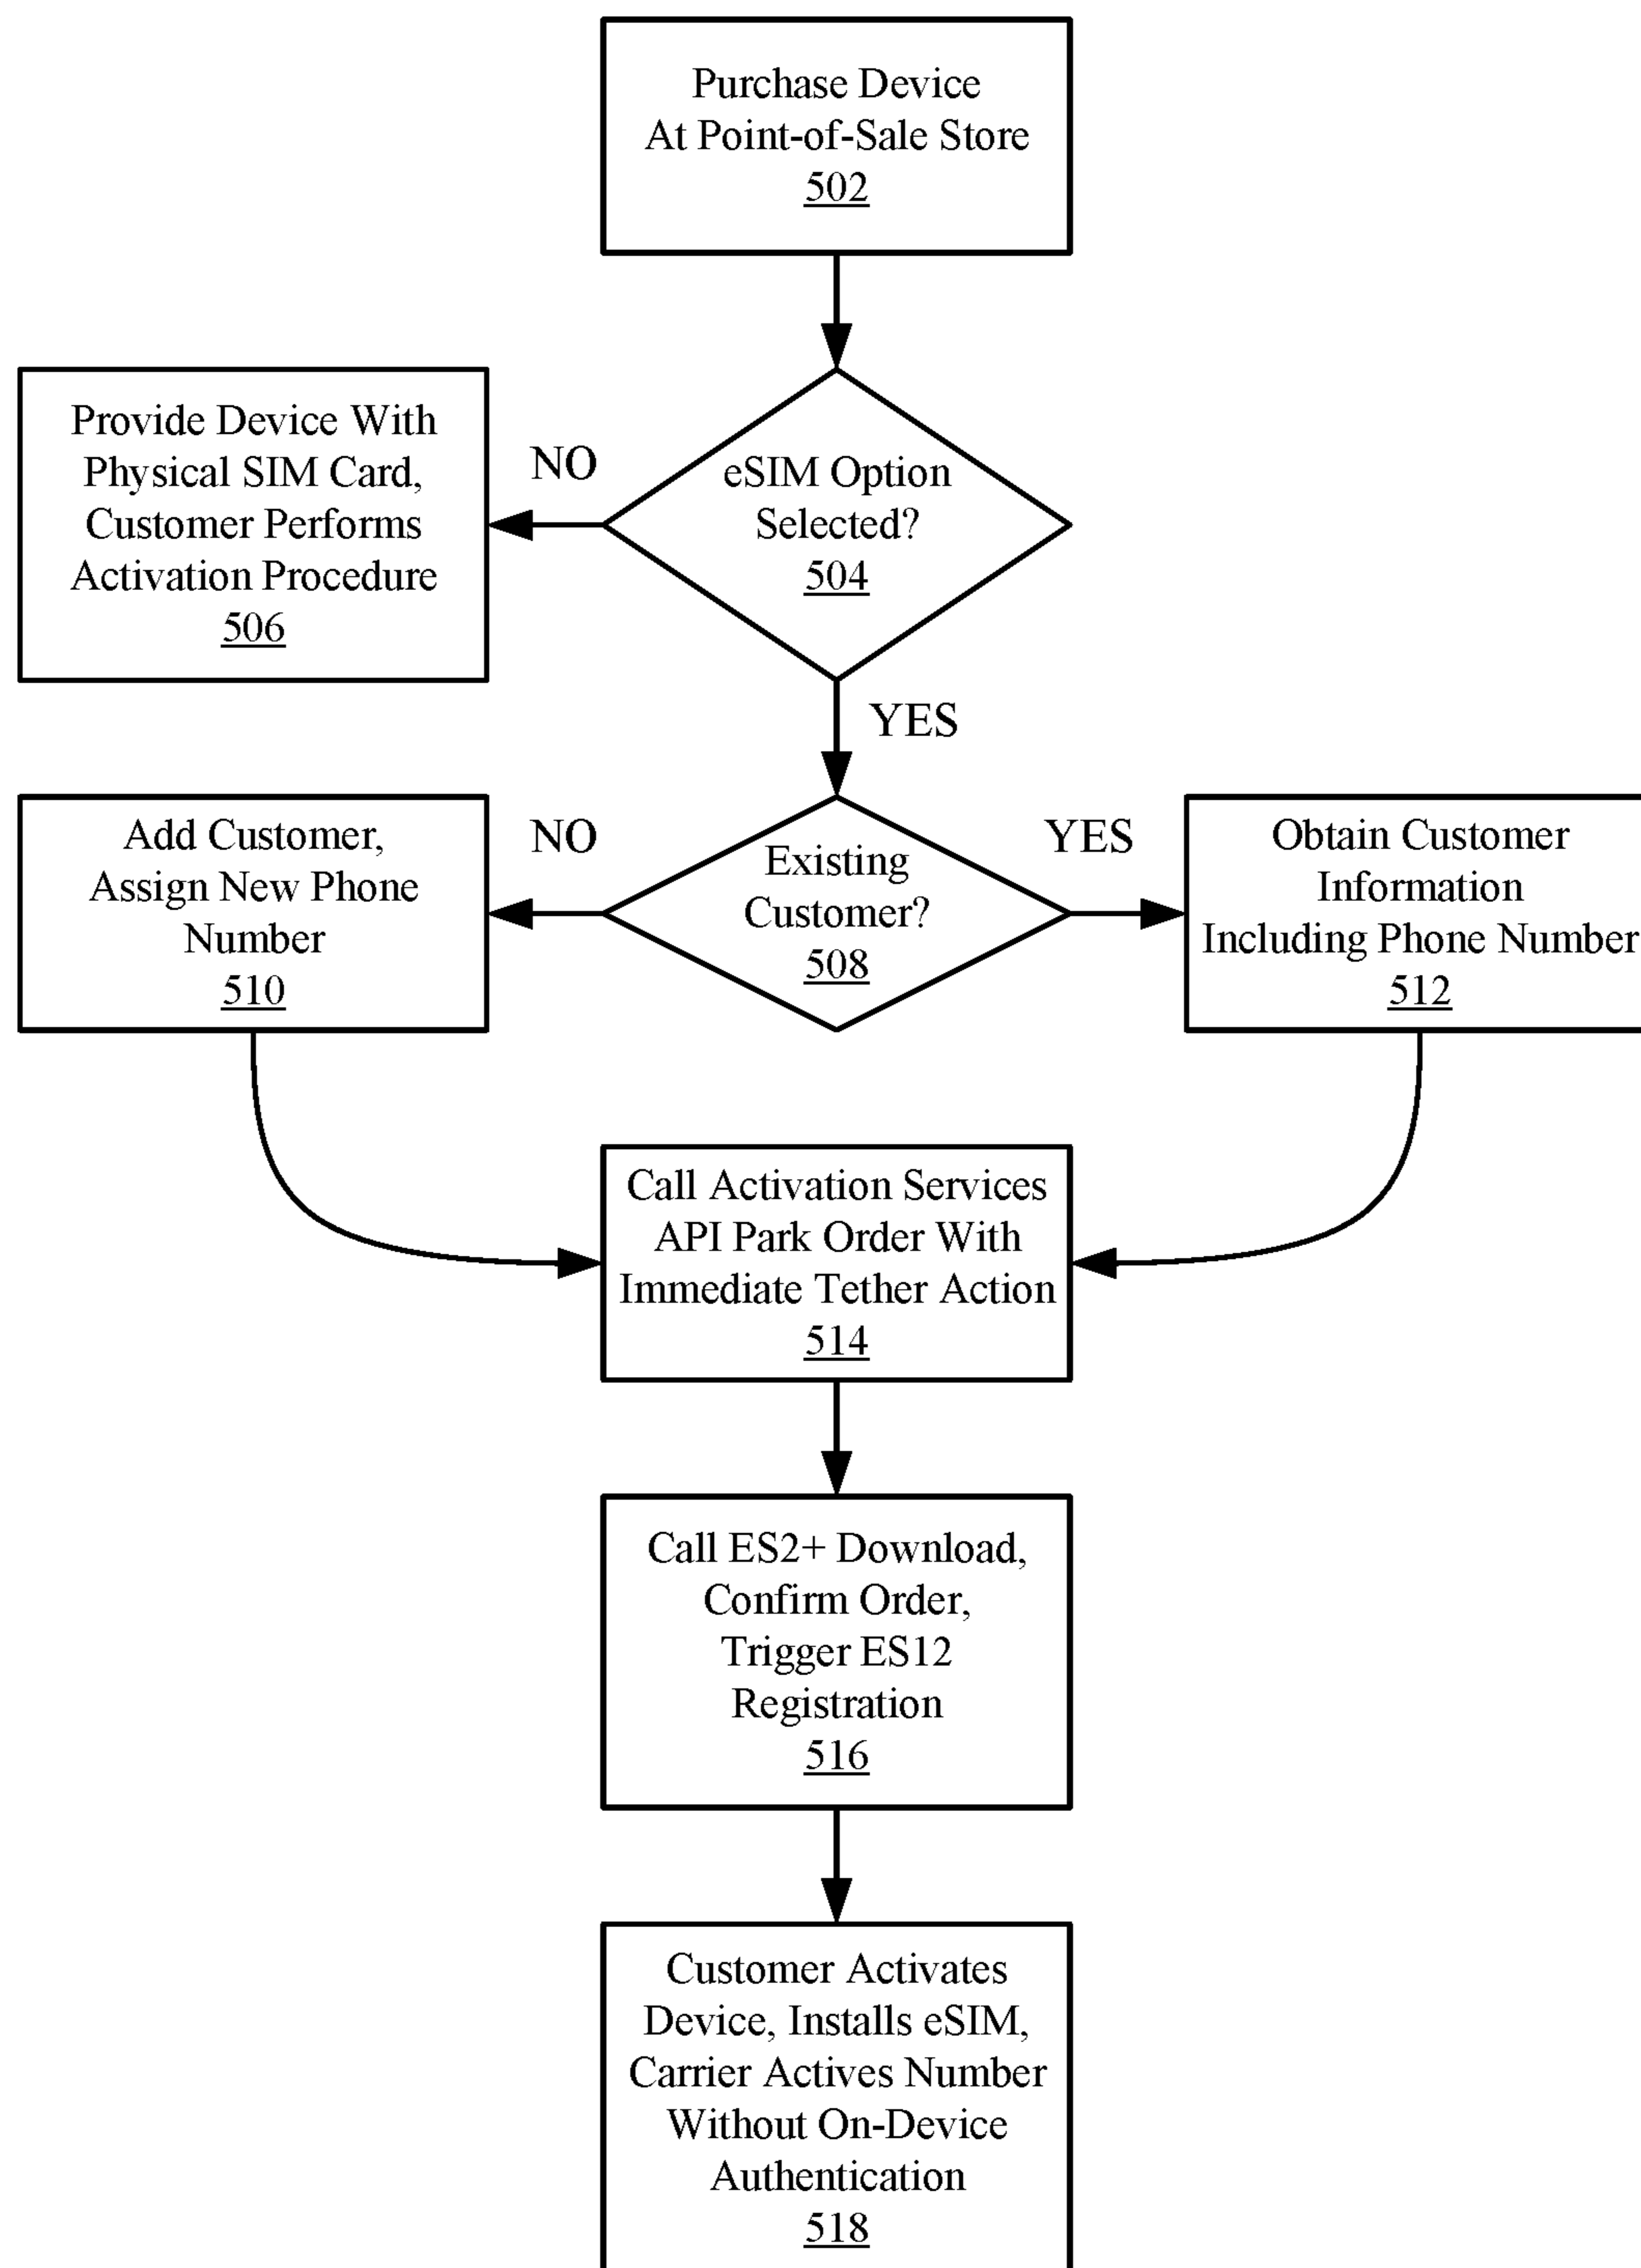 Purchase Device
At Point-of-Sale Store
502
eSIM Option
Selected?
504
NO
Provide Device With
Physical SIM Card,
Customer Performs
Activation Procedure
506
YES
Existing
Customer?
508
NO
Add Customer,
Assign New Phone
Number
510
YES
Obtain Customer
Information
Including Phone Number
512
Call Activation Services
API Park Order With
Immediate Tether Action
514
Call ES2+ Download,
Confirm Order,
Trigger ES12
Registration
516
Customer Activates
Device, Installs eSIM,
Carrier Actives Number
Without On-Device
Authentication
518